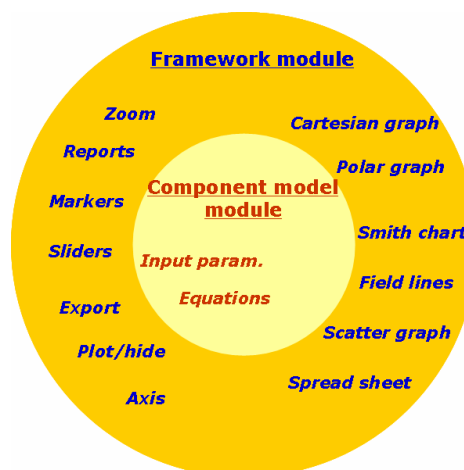 Framework module
Zoom
Cartesian graph
Reports
Polar graph
Component model
module
Markers
Smith chart
Sliders
Input param.
Field lines
Equations
Export
Scatter graph
Plot/hide
Spread sheet
Axis